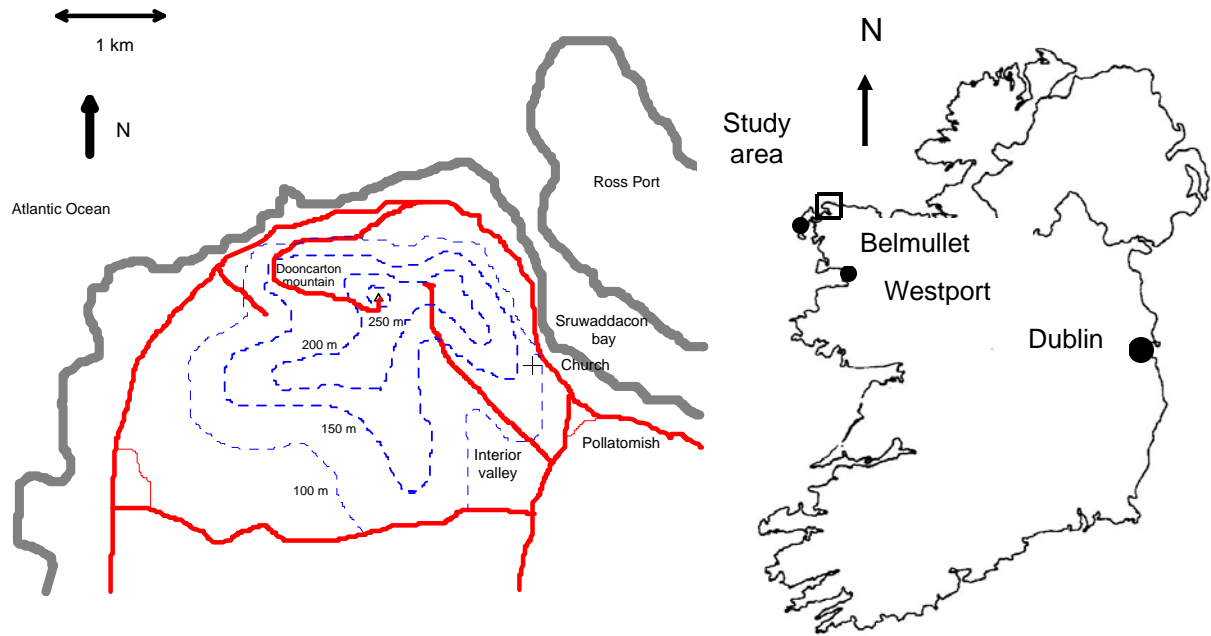 1 km
N
Atlantic Ocean
Ross Port
Dooncarton
mountain
250 m
200 m
Sruwaddacon
bay
Church
150 m
Pollatomish
Interior
valley
100 m
N
Study
area
Belmullet
Westport
Dublin